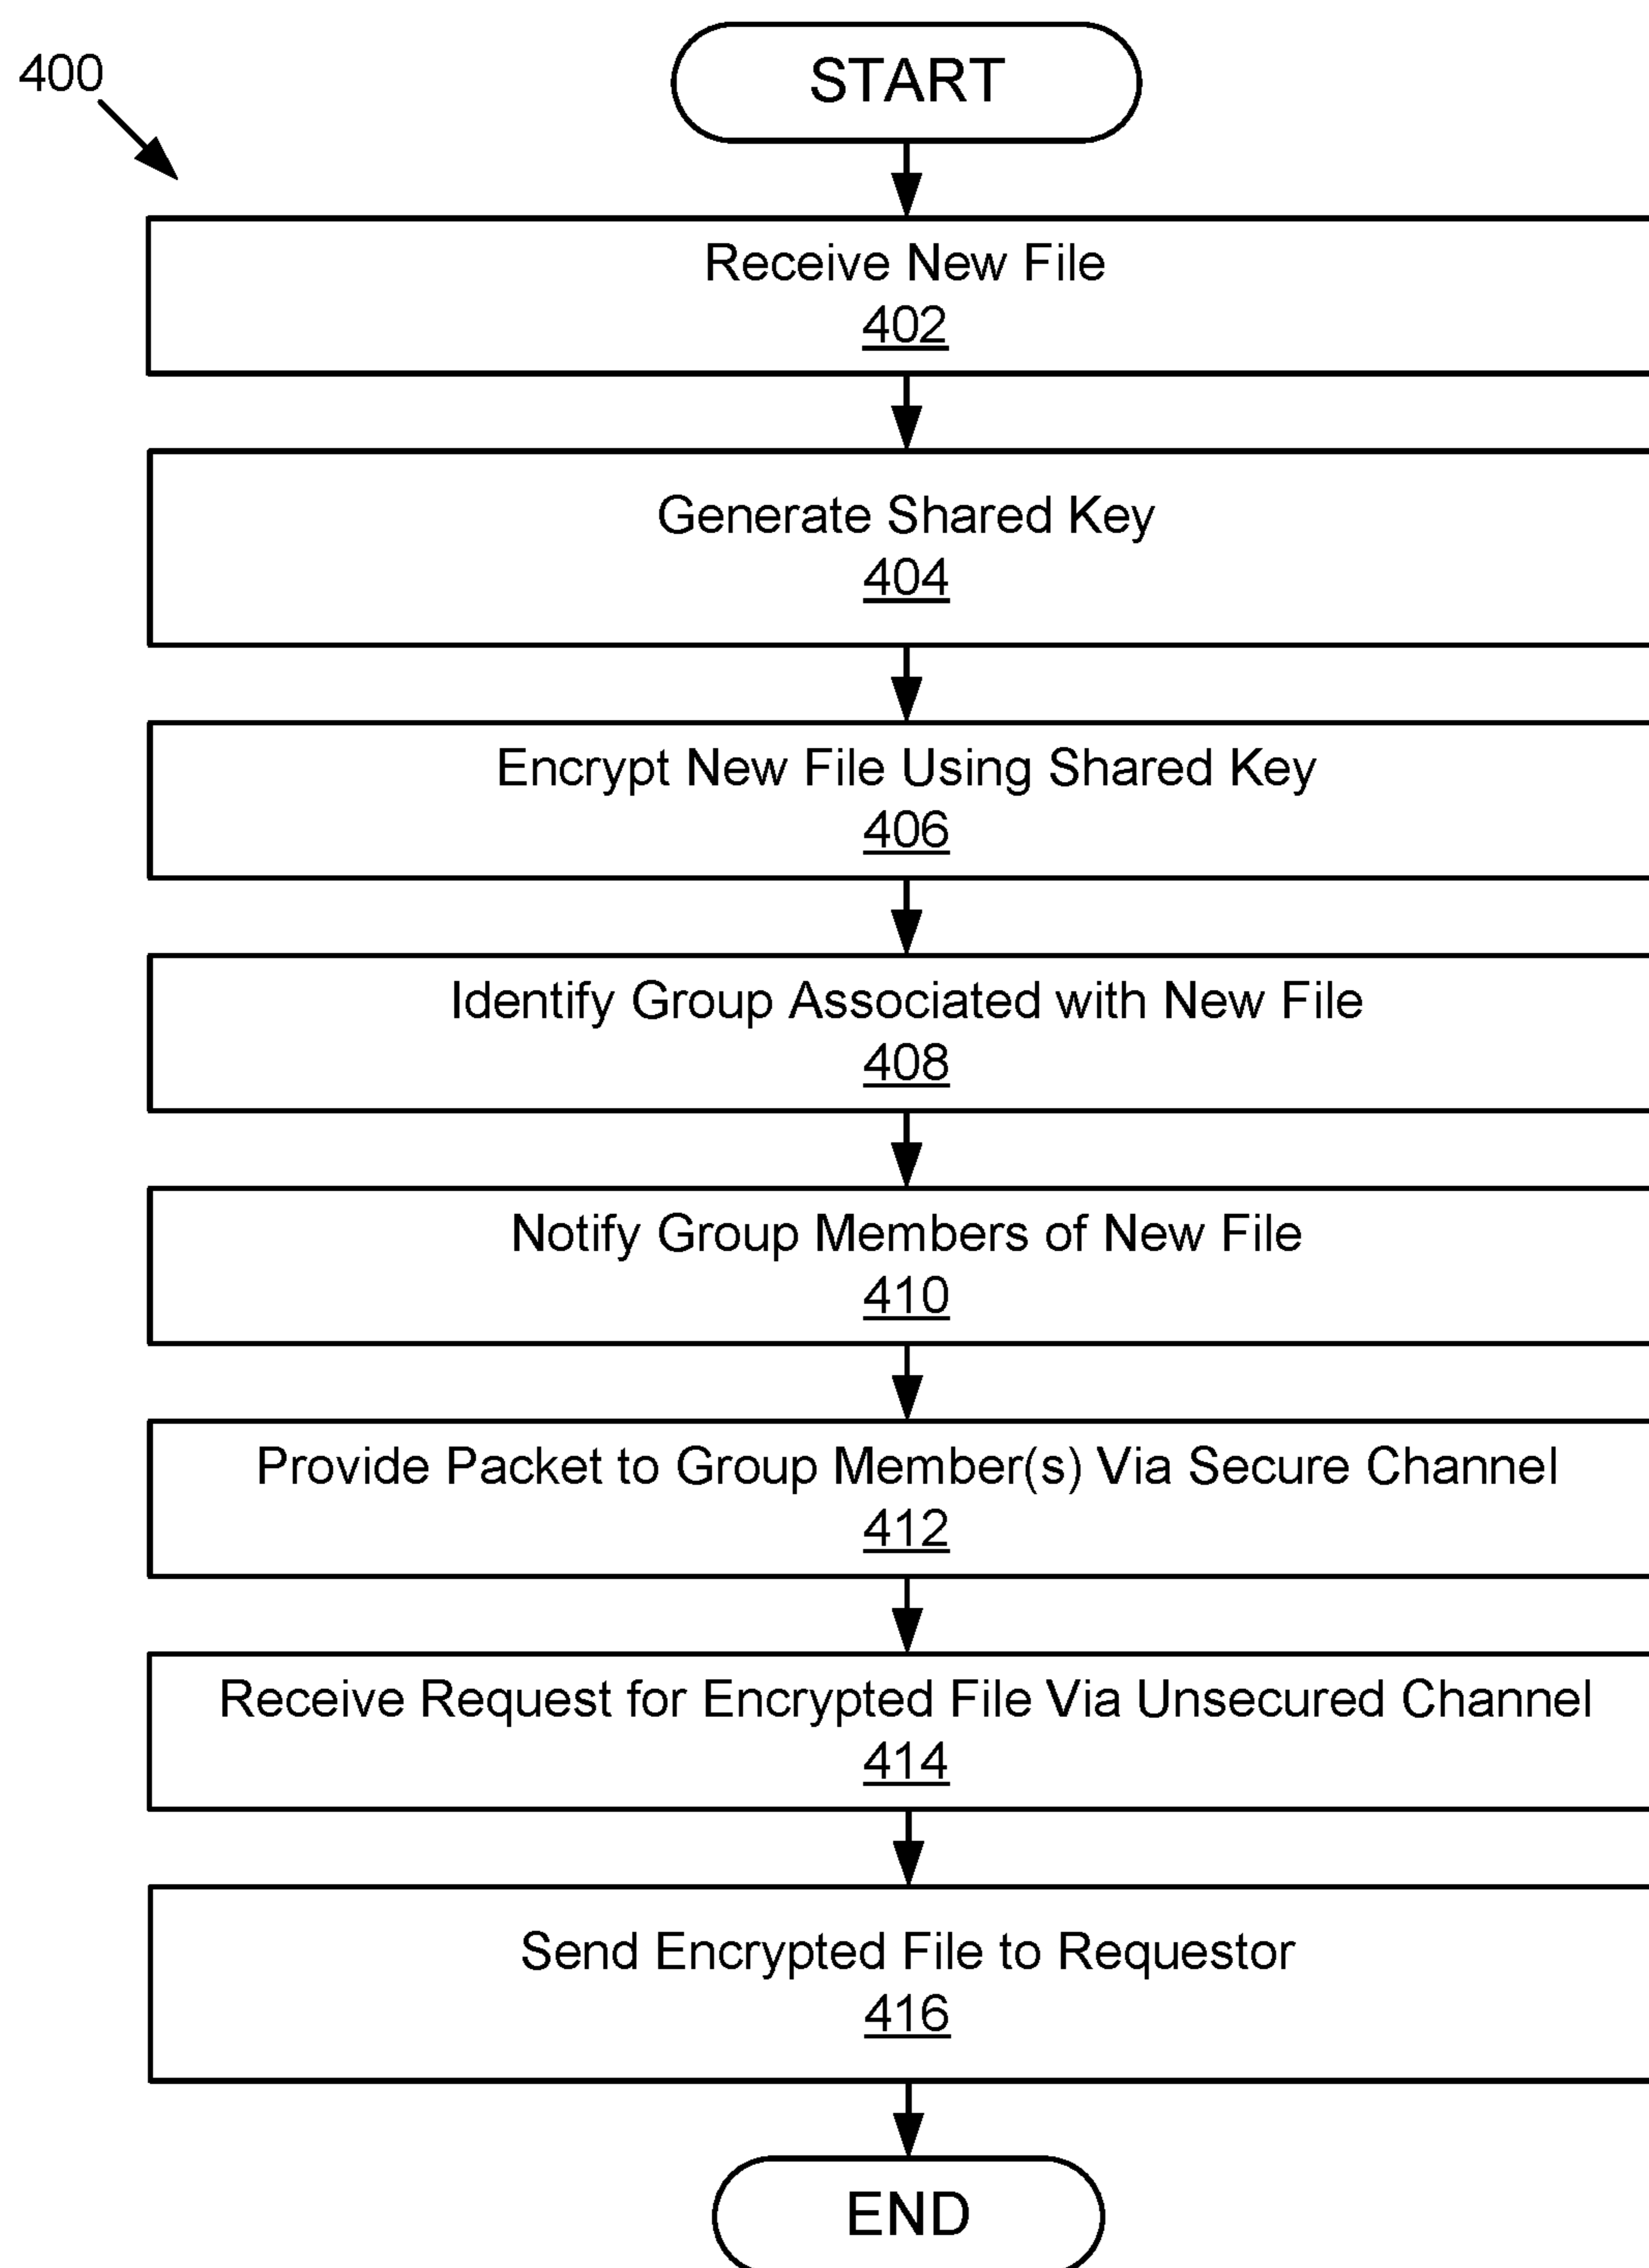 400
START
Receive New File
402
Generate Shared Key
404
Encrypt New File Using Shared Key
406
Identify Group Associated with New File
408
Notify Group Members of New File
410
Provide Packet to Group Member(s) Via Secure Channel
412
Receive Request for Encrypted File Via Unsecured Channel
414
Send Encrypted File to Requestor
416
END